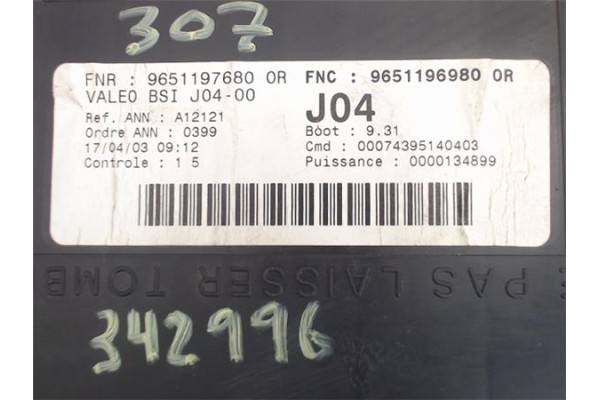 307
FNR : 9651197680 OR FNC : 9651196980 OR
VALEO BSI J04-00 J04
Ref. ANN : A12121 Boot : 9.31
Ordre ANN : 0399 Cmd : 00074395140403
17/04/03 09:12 Puissance : 0000134899
Controle : 1 5
: PAS LAISSER TOMB
342996